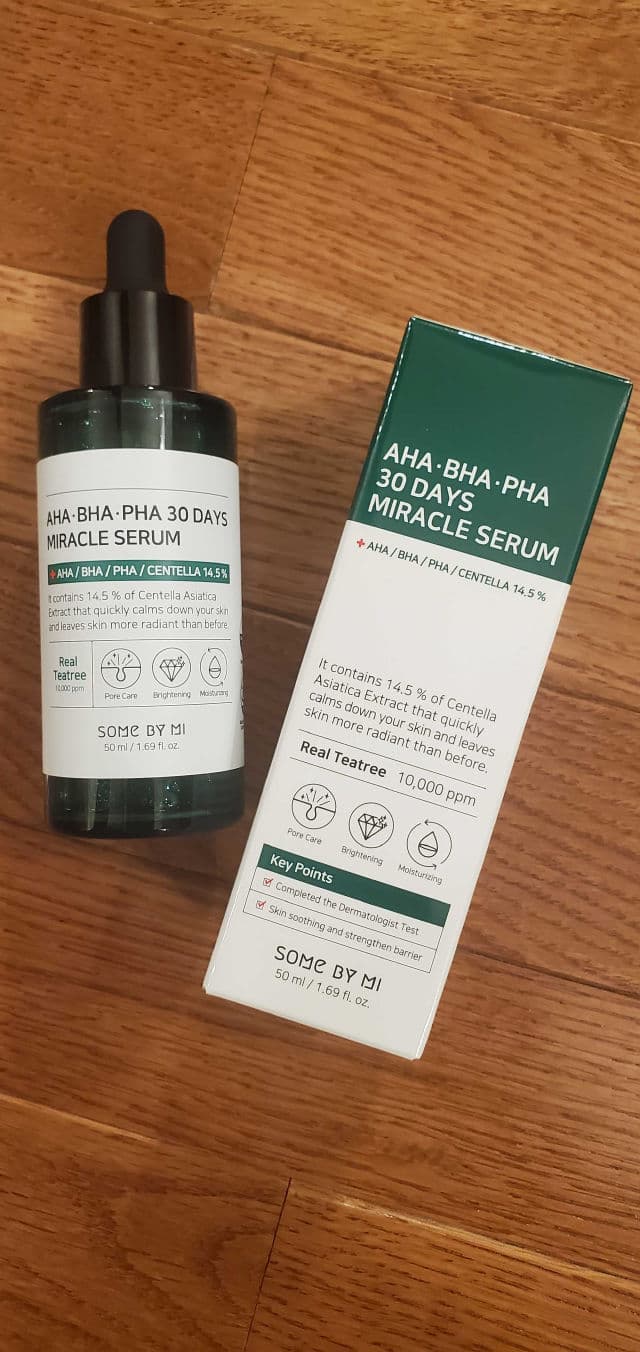 AHA·BHA·PHA 30 DAYS
MIRACLE SERUM
+ AHA / BHA / PHA / CENTELLA 14.5%
It contains 14.5 % of Centella Asiatica
Extract that quickly calms down your skin
and leaves skin more radiant than before.
Real
Teatree
10,000 ppm
Pore Care
Brightening
Moisturizing
SOME BY MI
50 ml / 1.69 fl. oz.
AHA·BHA·PHA
30 DAYS
MIRACLE SERUM
+ AHA / BHA / PHA / CENTELLA 14.5 %
It contains 14.5 % of Centella
Asiatica Extract that quickly
calms down your skin and leaves
skin more radiant than before.
Real Teatree 10,000 ppm
Pore Care
Brightening
Moisturizing
Key Points
Completed the Dermatologist Test
Skin soothing and strengthen barrier
SOME BY MI
50 ml / 1.69 fl. oz.